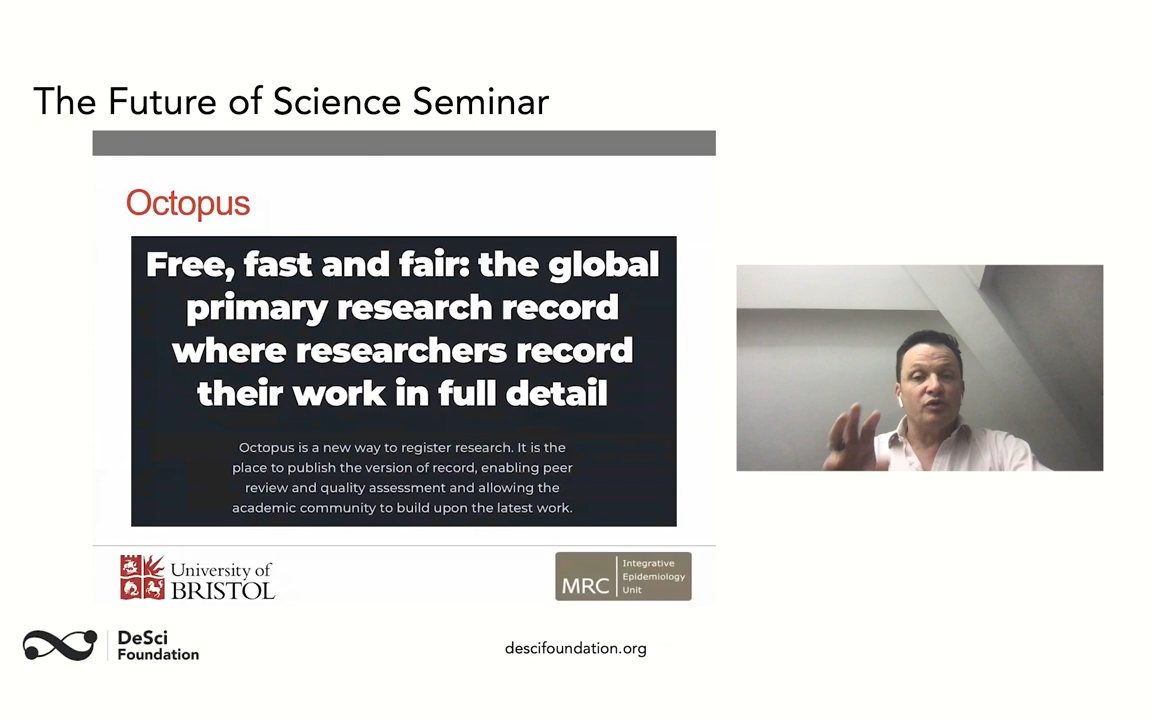 The Future of Science Seminar
Octopus
Free, fast and fair: the global
primary research record
where researchers record
their work in full detail
Octopus is a new way to register research. It is the
place to publish the version of record, enabling peer
review and quality assessment and allowing the
academic community to build upon the latest work.
University of
BRISTOL
MRC
Integrative
Epidemiology
Unit
DeSci
Foundation
descifoundation.org